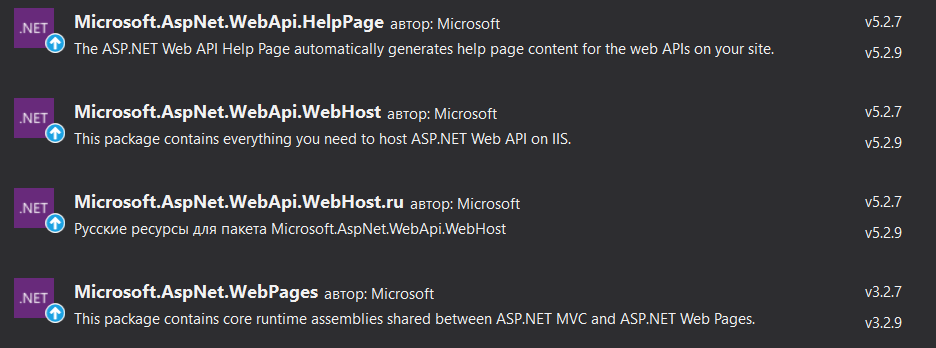 .NET Microsoft.AspNet.WebApi.HelpPage автор: Microsoft v5.2.7
The ASP.NET Web API Help Page automatically generates help page content for the web APIs on your site. v5.2.9
.NET Microsoft.AspNet.WebApi.WebHost автор: Microsoft v5.2.7
This package contains everything you need to host ASP.NET Web API on IIS. v5.2.9
.NET Microsoft.AspNet.WebApi.WebHost.ru автор: Microsoft v5.2.7
Русские ресурсы для пакета Microsoft.AspNet.WebApi.WebHost v5.2.9
.NET Microsoft.AspNet.WebPages автор: Microsoft v3.2.7
This package contains core runtime assemblies shared between ASP.NET MVC and ASP.NET Web Pages. v3.2.9